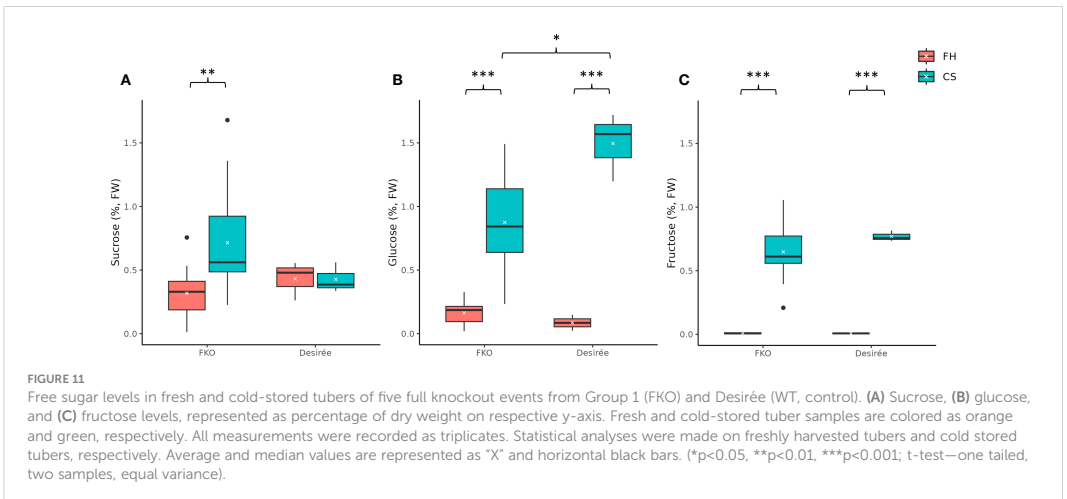 *
** *** *** *** ***
A B C
FH
CS
Sucrose (%, FW)
1.5
1.0
0.5
0.0
FKO Desirée
Glucose (%, FW)
1.5
1.0
0.5
0.0
FKO Desirée
Fructose (%, FW)
1.5
1.0
0.5
0.0
FKO Desirée
FIGURE 11
Free sugar levels in fresh and cold-stored tubers of five full knockout events from Group 1 (FKO) and Desirée (WT, control). (A) Sucrose, (B) glucose,
and (C) fructose levels, represented as percentage of dry weight on respective y-axis. Fresh and cold-stored tuber samples are colored as orange
and green, respectively. All measurements were recorded as triplicates. Statistical analyses were made on freshly harvested tubers and cold stored
tubers, respectively. Average and median values are represented as “X” and horizontal black bars. (*p<0.05, **p<0.01, ***p<0.001; t-test—one tailed,
two samples, equal variance).